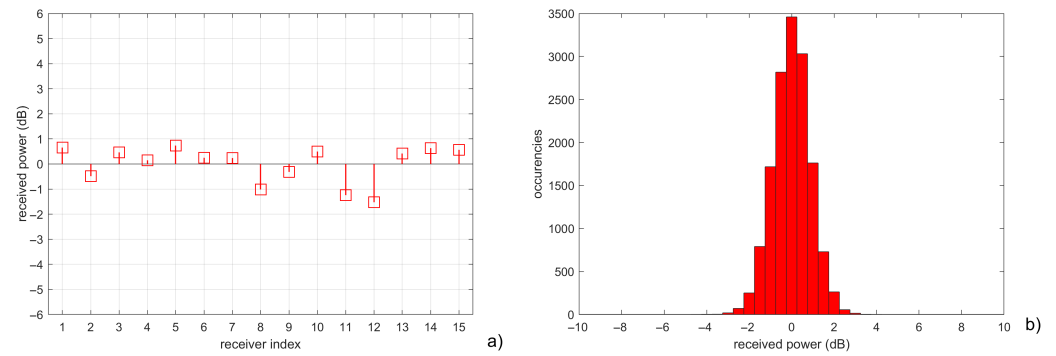 6
5
4
3
2
1
0
−1
−2
−3
−4
−5
−6
received power (dB)
1 2 3 4 5 6 7 8 9 10 11 12 13 14 15
receiver index
a)
3500
3000
2500
2000
1500
1000
500
0
occurencies
−10 −8 −6 −4 −2 0 2 4 6 8 10
received power (dB)
b)